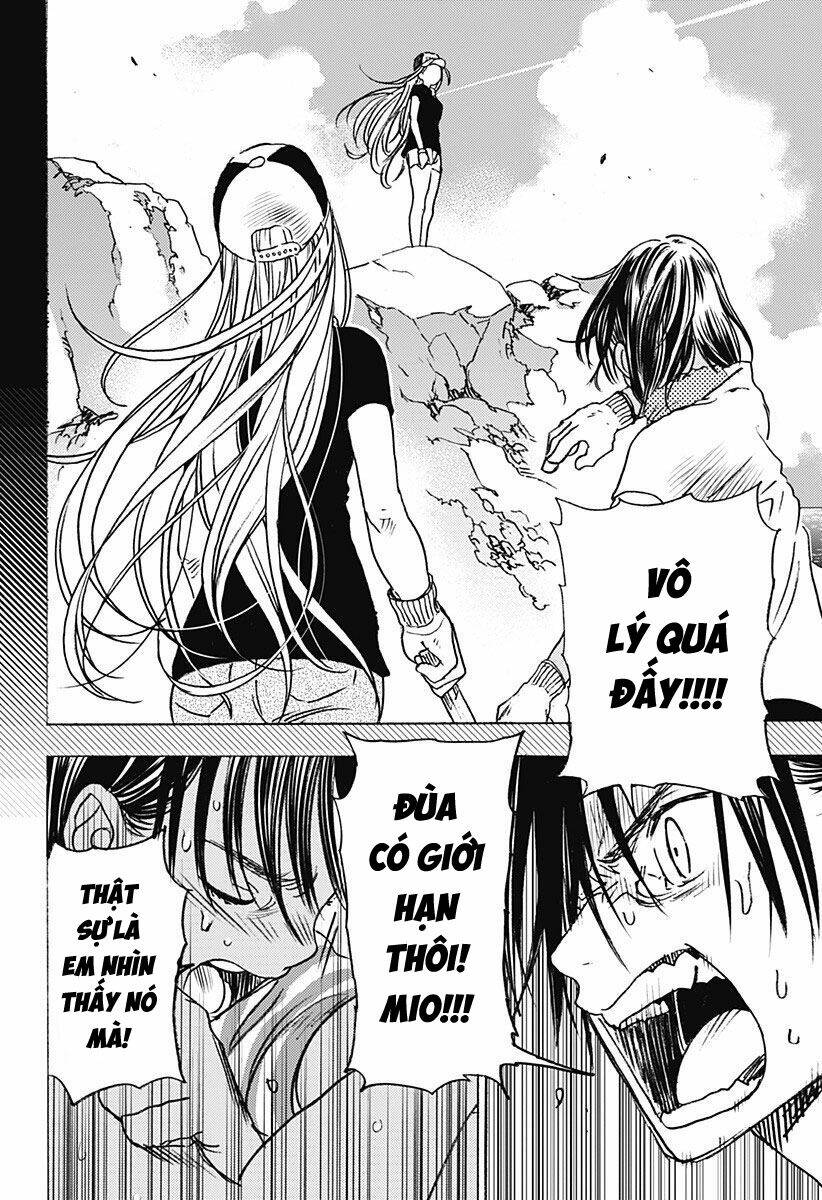 VÔ
LÝ QUÁ
ĐẤY!!!!
ĐÙA
CÓ GIỚI
HẠN
THÔI!
MIO!!!
THẬT
SỰ LÀ
EM NHÌN
THẤY NÓ
MÀ!